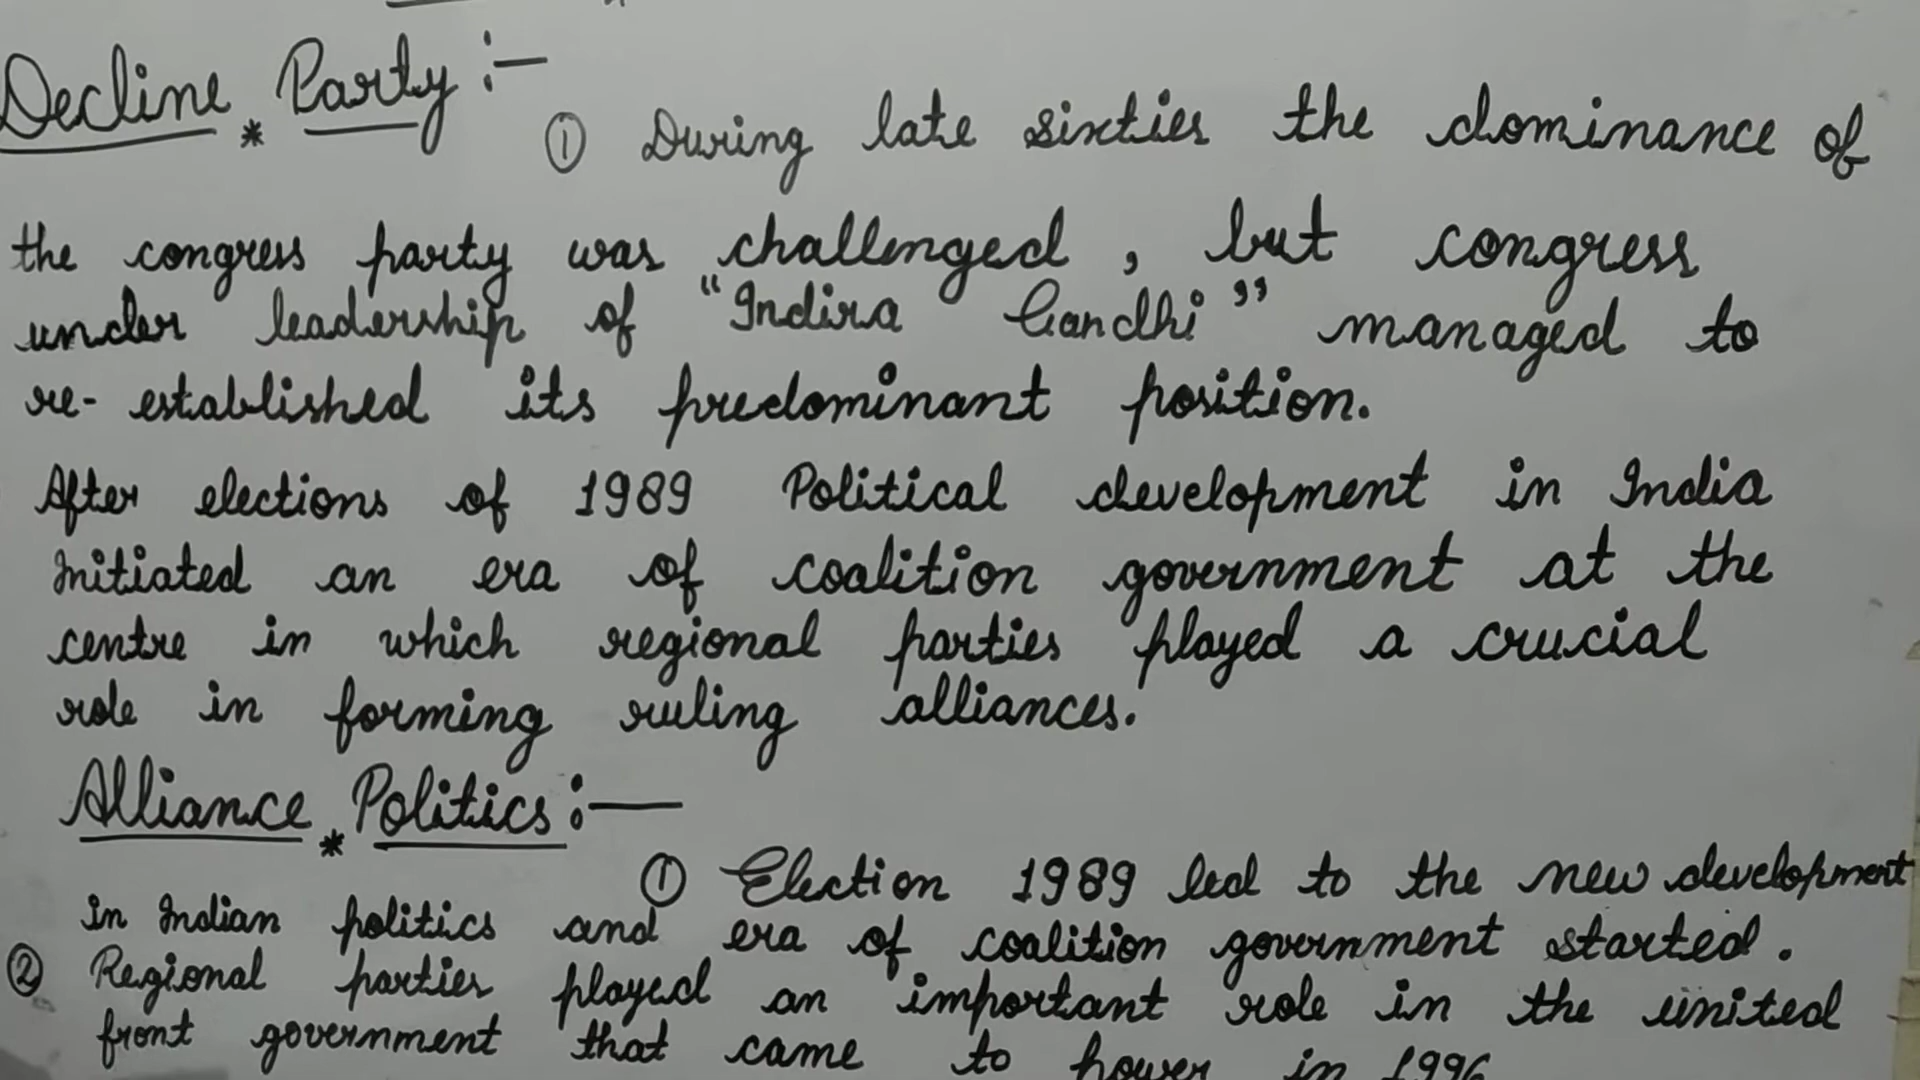 Decline Party :-
① During late sixties the dominance of
the congress party was challenged, but congress
under leadership of "Indira Gandhi" managed to
re-established its predominant position.
After elections of 1989 Political development in India
Initiated an era of coalition government at the
centre in which regional parties played a crucial
role in forming ruling alliances.
Alliance Politics :—
① Election 1989 led to the new development
In Indian politics and era of coalition government started.
② Regional parties played an important role in the united
front government that came to power in 1996